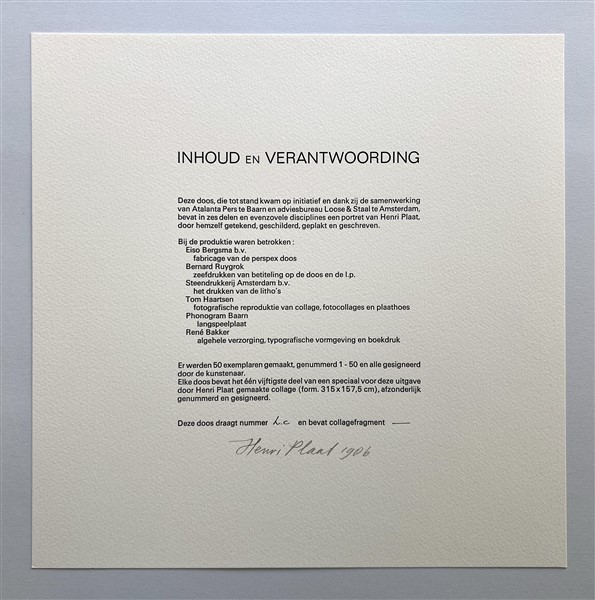 INHOUD EN VERANTWOORDING
Deze doos, die tot stand kwam op initiatief en dank zij de samenwerking
van Atalanta Pers te Baarn en adviesbureau Loose & Staal te Amsterdam,
bevat in zes delen en evenzovele disciplines een portret van Henri Plaat,
door hemzelf getekend, geschilderd, geplakt en geschreven.
Bij de produktie waren betrokken :
Eiso Bergsma b.v.
fabricage van de perspex doos
Bernard Ruygrok
zeefdrukken van betiteling op de doos en de l.p.
Steendrukkerij Amsterdam b.v.
het drukken van de litho's
Tom Haartsen
fotografische reproduktie van collage, fotocollages en plaathoes
Phonogram Baarn
langspeelplaat
René Bakker
algehele verzorging, typografische vormgeving en boekdruk
Er werden 50 exemplaren gemaakt, genummerd 1 - 50 en alle gesigneerd
door de kunstenaar.
Elke doos bevat het één vijftigste deel van een speciaal voor deze uitgave
door Henri Plaat gemaakte collage (form. 315 x 157,5 cm), afzonderlijk
genummerd en gesigneerd.
Deze doos draagt nummer h.c en bevat collagefragment —
Henri Plaat 1986